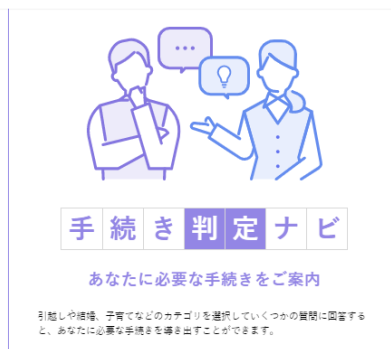 手続き判定ナビ
あなたに必要な手続きをご案内
引越しや結婚、子育てなどのカテゴリを選択していくつかの質問に回答する
と、あなたに必要な手続きを導き出すことができます。